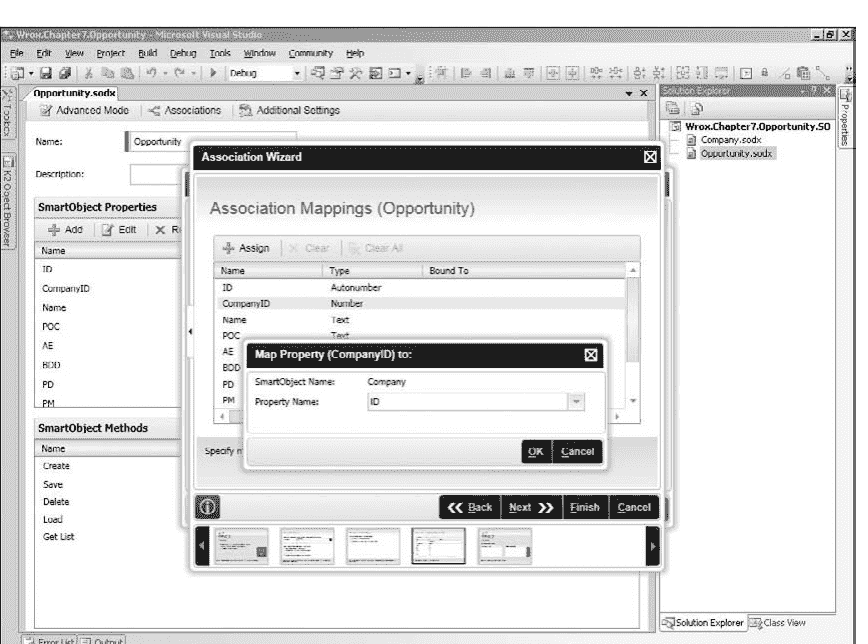 Wrox.Chapter7.Opportunity - Microsoft Visual Studio
File Edit View Project Build Debug Tools Window Community Help
Debug
Opportunity.sodx
Advanced Mode Associations Additional Settings
Name: Opportunity
Description:
SmartObject Properties
Add Edit
Name
ID
CompanyID
Name
POC
AE
BDD
PD
PM
SmartObject Methods
Name
Create
Save
Delete
Load
Get List
Association Wizard
Association Mappings (Opportunity)
Assign Clear Clear All
Name Type Bound To
ID Autonumber
CompanyID Number
Name Text
POC Text
AE
BDD
PD
PM
Map Property (CompanyID) to:
SmartObject Name: Company
Property Name: ID
OK Cancel
Specify
Back Next Finish Cancel
Solution Explorer
Wrox.Chapter7.Opportunity.SO
Company.sodx
Opportunity.sodx
Solution Explorer Class View
Toolbox
K2 Object Browser
Properties
Error List Output